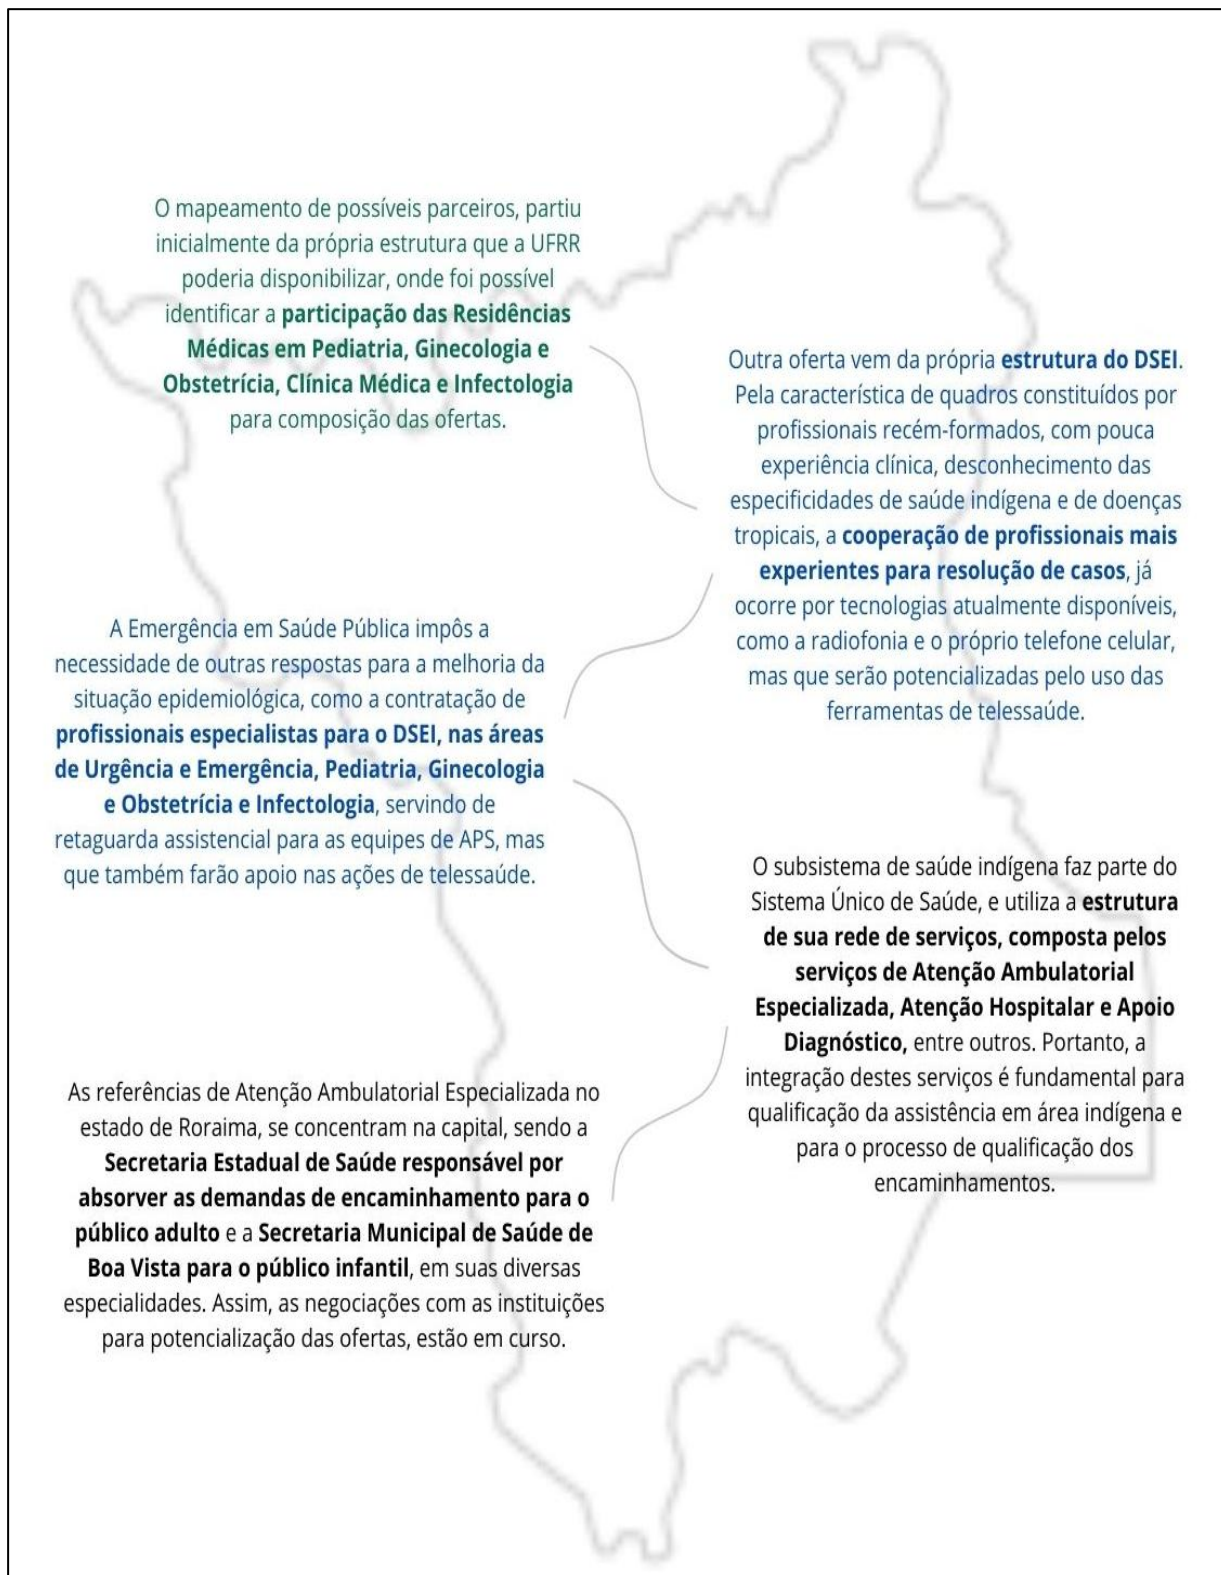 O mapeamento de possíveis parceiros, partiu
inicialmente da própria estrutura que a UFRR
poderia disponibilizar, onde foi possível
identificar a participação das Residências
Médicas em Pediatria, Ginecologia e
Obstetrícia, Clínica Médica e Infectologia
para composição das ofertas.
Outra oferta vem da própria estrutura do DSEI.
Pela característica de quadros constituídos por
profissionais recém-formados, com pouca
experiência clínica, desconhecimento das
especificidades de saúde indígena e de doenças
tropicais, a cooperação de profissionais mais
experientes para resolução de casos, já
ocorre por tecnologias atualmente disponíveis,
como a radiofonia e o próprio telefone celular,
mas que serão potencializadas pelo uso das
ferramentas de telessaúde.
A Emergência em Saúde Pública impôs a
necessidade de outras respostas para a melhoria da
situação epidemiológica, como a contratação de
profissionais especialistas para o DSEI, nas áreas
de Urgência e Emergência, Pediatria, Ginecologia
e Obstetrícia e Infectologia, servindo de
retaguarda assistencial para as equipes de APS, mas
que também farão apoio nas ações de telessaúde.
O subsistema de saúde indígena faz parte do
Sistema Único de Saúde, e utiliza a estrutura
de sua rede de serviços, composta pelos
serviços de Atenção Ambulatorial
Especializada, Atenção Hospitalar e Apoio
Diagnóstico, entre outros. Portanto, a
integração destes serviços é fundamental para
qualificação da assistência em área indígena e
para o processo de qualificação dos
encaminhamentos.
As referências de Atenção Ambulatorial Especializada no
estado de Roraima, se concentram na capital, sendo a
Secretaria Estadual de Saúde responsável por
absorver as demandas de encaminhamento para o
público adulto e a Secretaria Municipal de Saúde de
Boa Vista para o público infantil, em suas diversas
especialidades. Assim, as negociações com as instituições
para potencialização das ofertas, estão em curso.